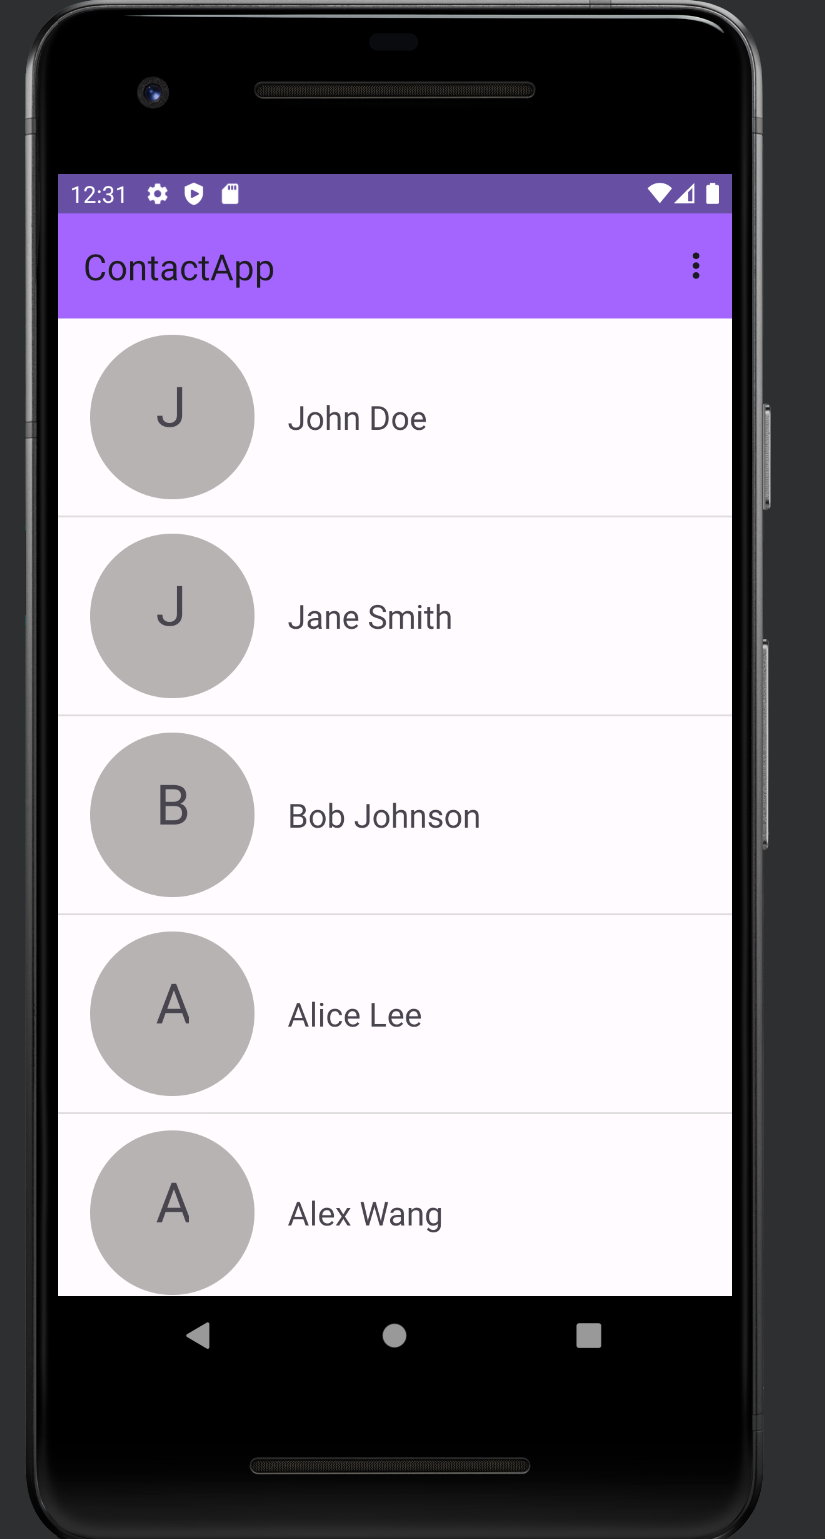 12:31
ContactApp
J
John Doe
J
Jane Smith
B
Bob Johnson
A
Alice Lee
A
Alex Wang